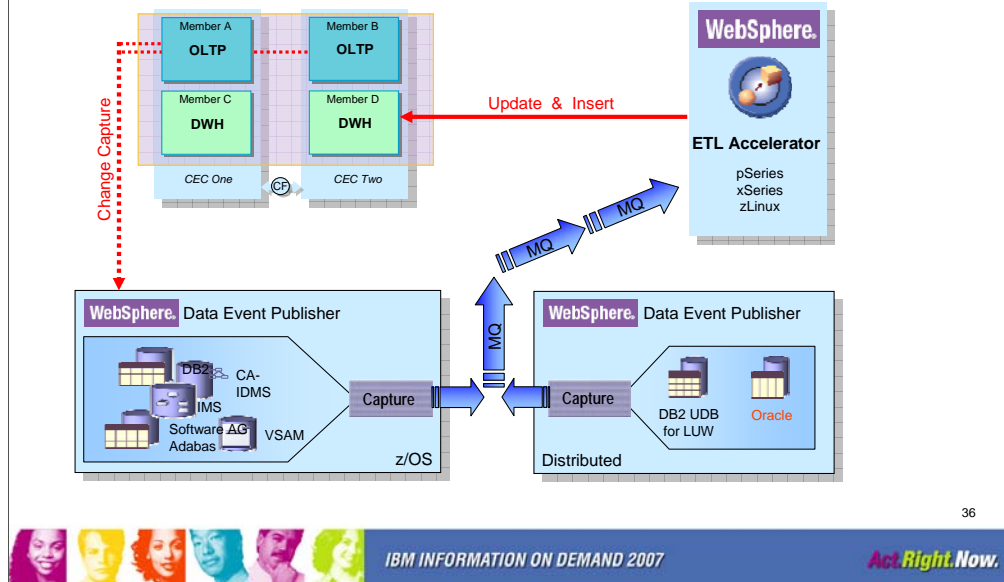 Member A
OLTP
Member B
OLTP
Member C
DWH
Member D
DWH
CEC One
CF
CEC Two
Change Capture
Update & Insert
WebSphere.
ETL Accelerator
pSeries
xSeries
zLinux
MQ
MQ
MQ
WebSphere. Data Event Publisher
DB2
CA-
IDMS
IMS
Software AG
Adabas
VSAM
Capture
z/OS
WebSphere. Data Event Publisher
Capture
DB2 UDB
for LUW
Oracle
Distributed
36
IBM INFORMATION ON DEMAND 2007
Act.Right.Now.